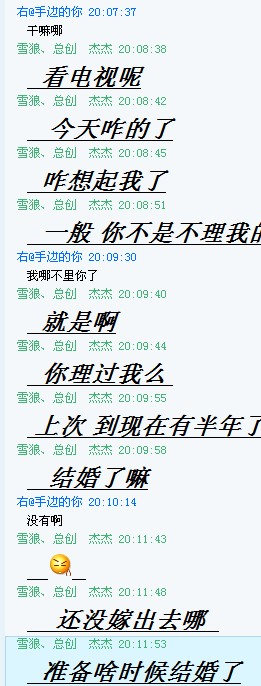 右@手边的你 20:07:37
干嘛哪
雪狼、总创 杰杰 20:08:38
看电视呢
雪狼、总创 杰杰 20:08:42
今天咋的了
雪狼、总创 杰杰 20:08:45
咋想起我了
雪狼、总创 杰杰 20:08:51
一般 你不是不理我的
右@手边的你 20:09:30
我哪不里你了
雪狼、总创 杰杰 20:09:40
就是啊
雪狼、总创 杰杰 20:09:44
你理过我么
雪狼、总创 杰杰 20:09:55
上次 到现在有半年了
雪狼、总创 杰杰 20:09:58
结婚了嘛
右@手边的你 20:10:14
没有啊
雪狼、总创 杰杰 20:11:43
雪狼、总创 杰杰 20:11:48
还没嫁出去哪
雪狼、总创 杰杰 20:11:53
准备啥时候结婚了